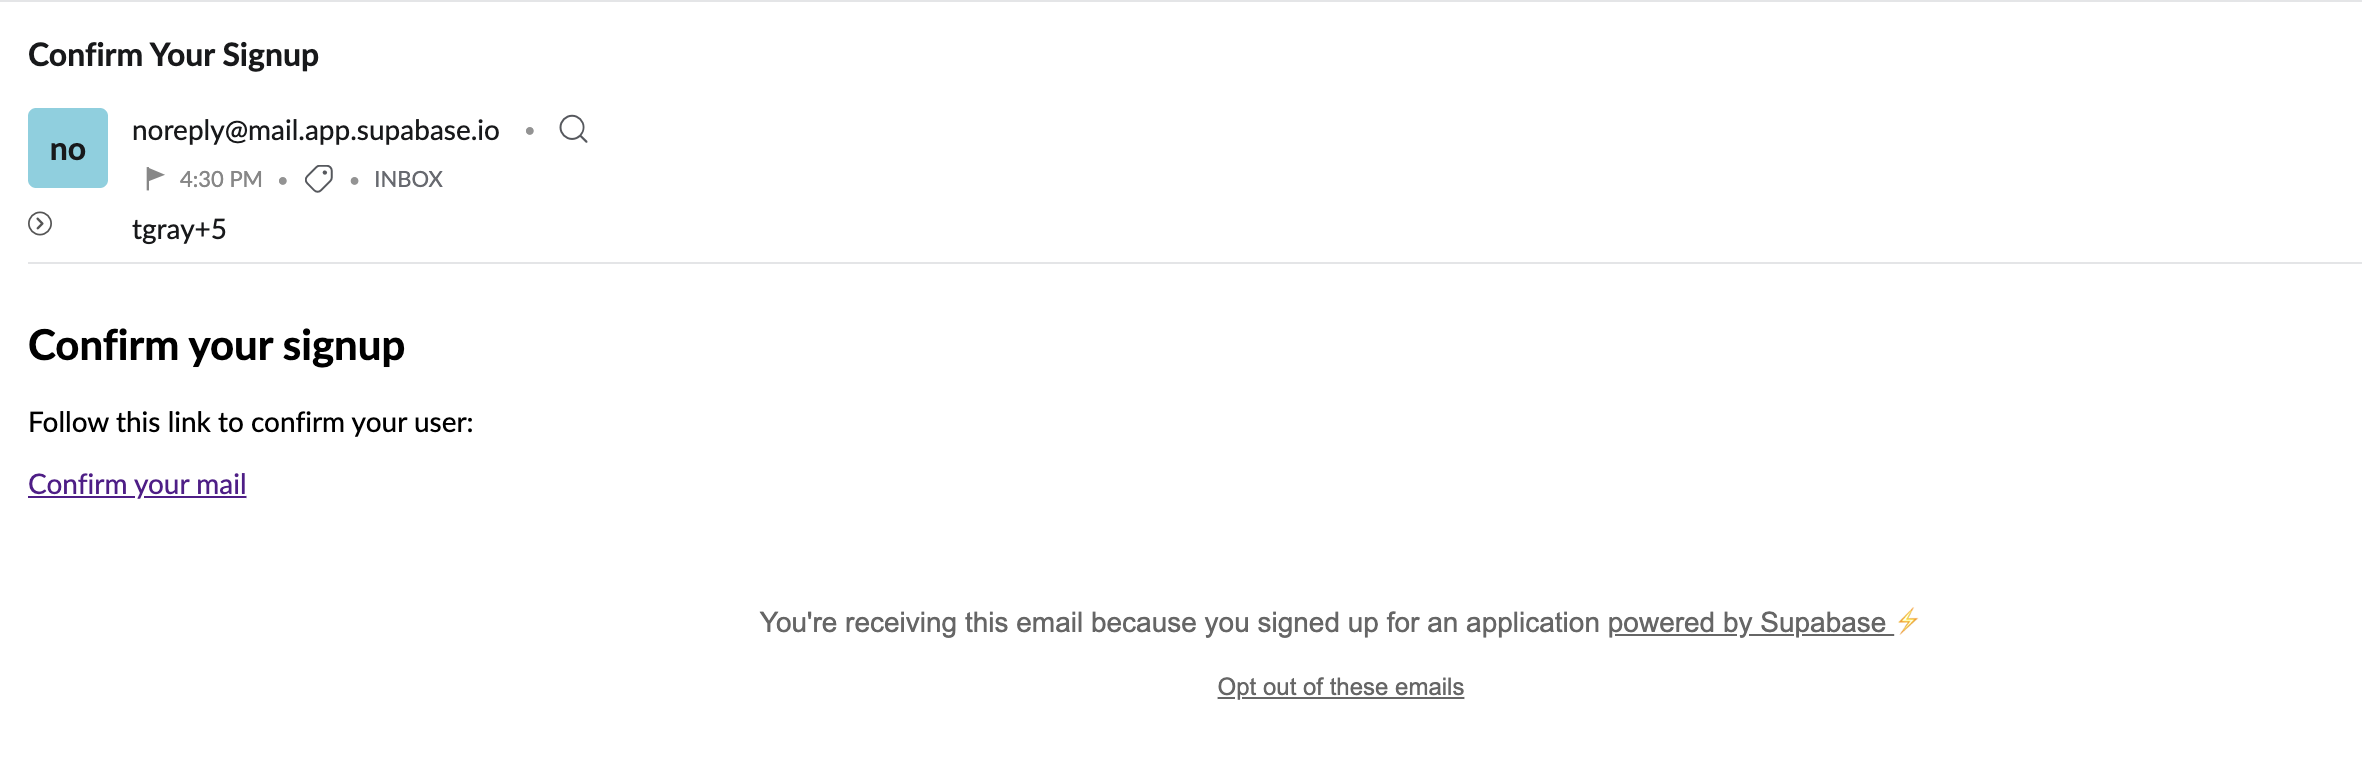 Confirm Your Signup
no
noreply@mail.app.supabase.io
4:30 PM • INBOX
tgray+5
Confirm your signup
Follow this link to confirm your user:
Confirm your mail
You're receiving this email because you signed up for an application powered by Supabase ⚡
Opt out of these emails